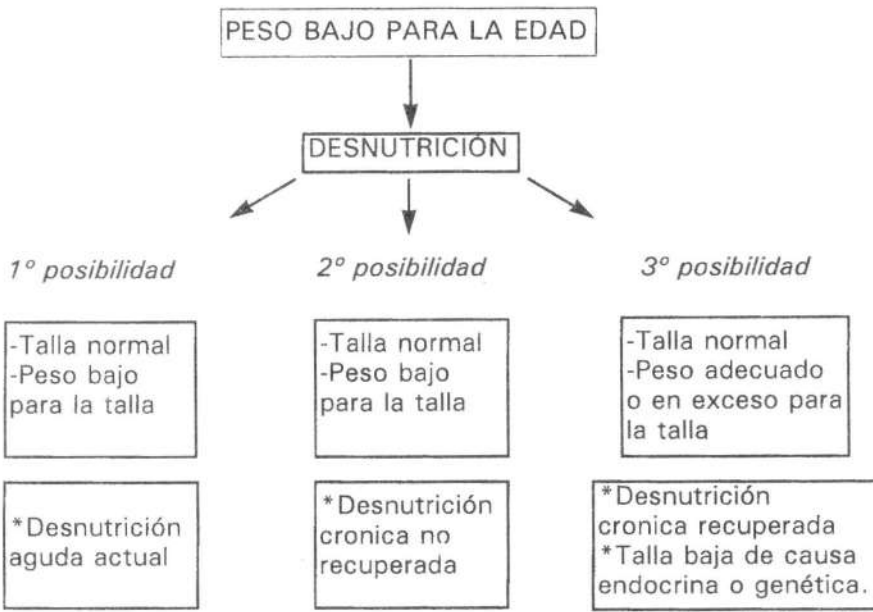 PESO BAJO PARA LA EDAD
DESNUTRICIÓN
1º posibilidad
2º posibilidad
3º posibilidad
-Talla normal
-Peso bajo
para la talla
-Talla normal
-Peso bajo
para la talla
-Talla normal
-Peso adecuado
o en exceso para
la talla
*Desnutrición
aguda actual
*Desnutrición
cronica no
recuperada
*Desnutrición
cronica recuperada
*Talla baja de causa
endocrina o genética.